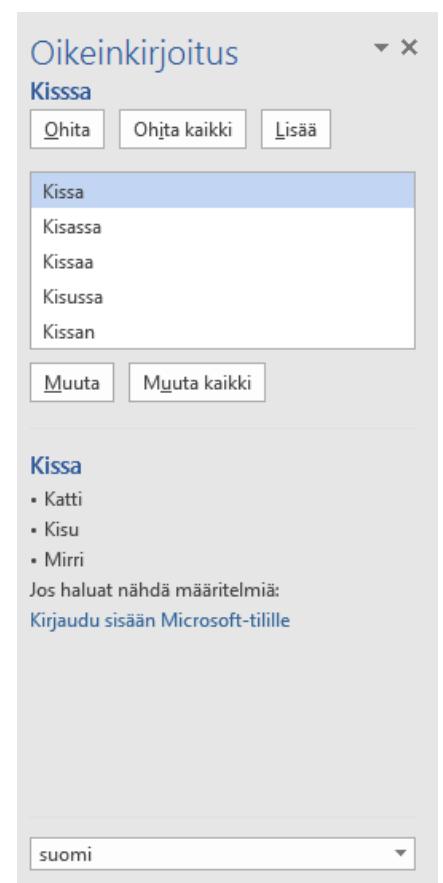 Oikeinkirjoitus
Kisssa
Ohita Ohita kaikki Lisää
Kissa
Kisassa
Kissaa
Kisussa
Kissan
Muuta Muuta kaikki
Kissa
▪ Katti
▪ Kisu
▪ Mirri
Jos haluat nähdä määritelmiä:
Kirjaudu sisään Microsoft-tilille
suomi